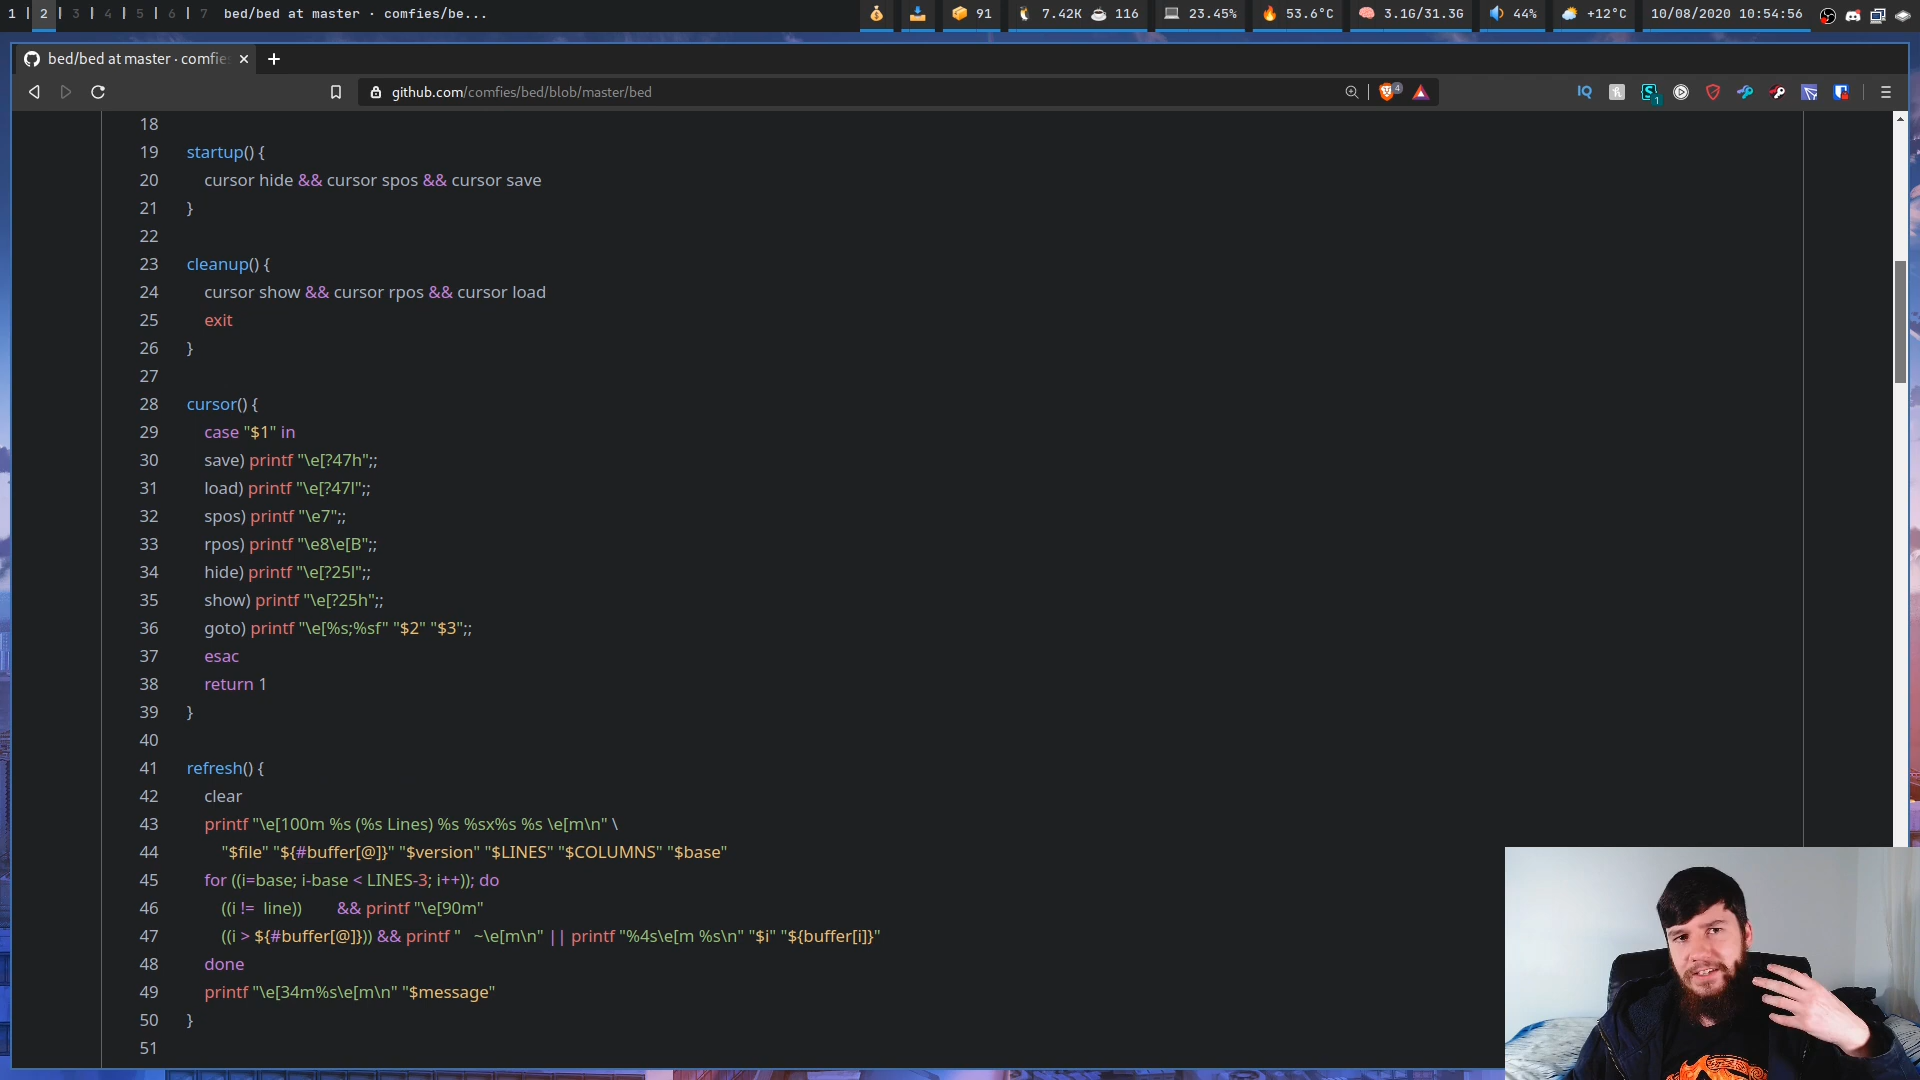 1 | 2 | 3 | 4 | 5 | 6 | 7 bed/bed at master · comfies/be... 91 7.42K 116 23.45% 53.6°C 3.1G/31.3G 44% +12°C 10/08/2020 10:54:56
bed/bed at master · comfies
github.com/comfies/bed/blob/master/bed 4 IQ 1
18
19 startup() {
20 cursor hide && cursor spos && cursor save
21 }
22
23 cleanup() {
24 cursor show && cursor rpos && cursor load
25 exit
26 }
27
28 cursor() {
29 case "$1" in
30 save) printf "\e[?47h";;
31 load) printf "\e[?47l";;
32 spos) printf "\e7";;
33 rpos) printf "\e8\e[B";;
34 hide) printf "\e[?25l";;
35 show) printf "\e[?25h";;
36 goto) printf "\e[%s;%sf" "$2" "$3";;
37 esac
38 return 1
39 }
40
41 refresh() {
42 clear
43 printf "\e[100m %s (%s Lines) %s %sx%s %s \e[m\n" \
44 "$file" "${#buffer[@]}" "$version" "$LINES" "$COLUMNS" "$base"
45 for ((i=base; i-base < LINES-3; i++)); do
46 ((i != line)) && printf "\e[90m"
47 ((i > ${#buffer[@]})) && printf " ~\e[m\n" || printf "%4s\e[m %s\n" "$i" "${buffer[i]}"
48 done
49 printf "\e[34m%s\e[m\n" "$message"
50 }
51